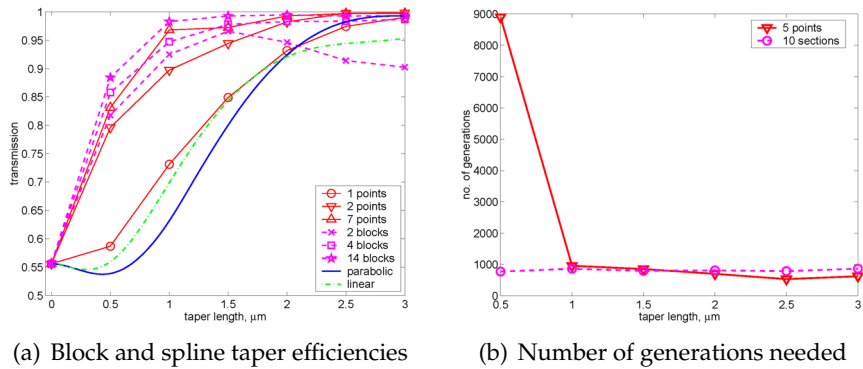 1
0.95
0.9
0.85
0.8
0.75
0.7
0.65
0.6
0.55
0.5
transmission
0 0.5 1 1.5 2 2.5 3
taper length, μm
1 points
2 points
7 points
2 blocks
4 blocks
14 blocks
parabolic
linear
(a) Block and spline taper efficiencies
9000
8000
7000
6000
5000
4000
3000
2000
1000
0
no. of generations
0.5 1 1.5 2 2.5 3
taper length, μm
5 points
10 sections
(b) Number of generations needed